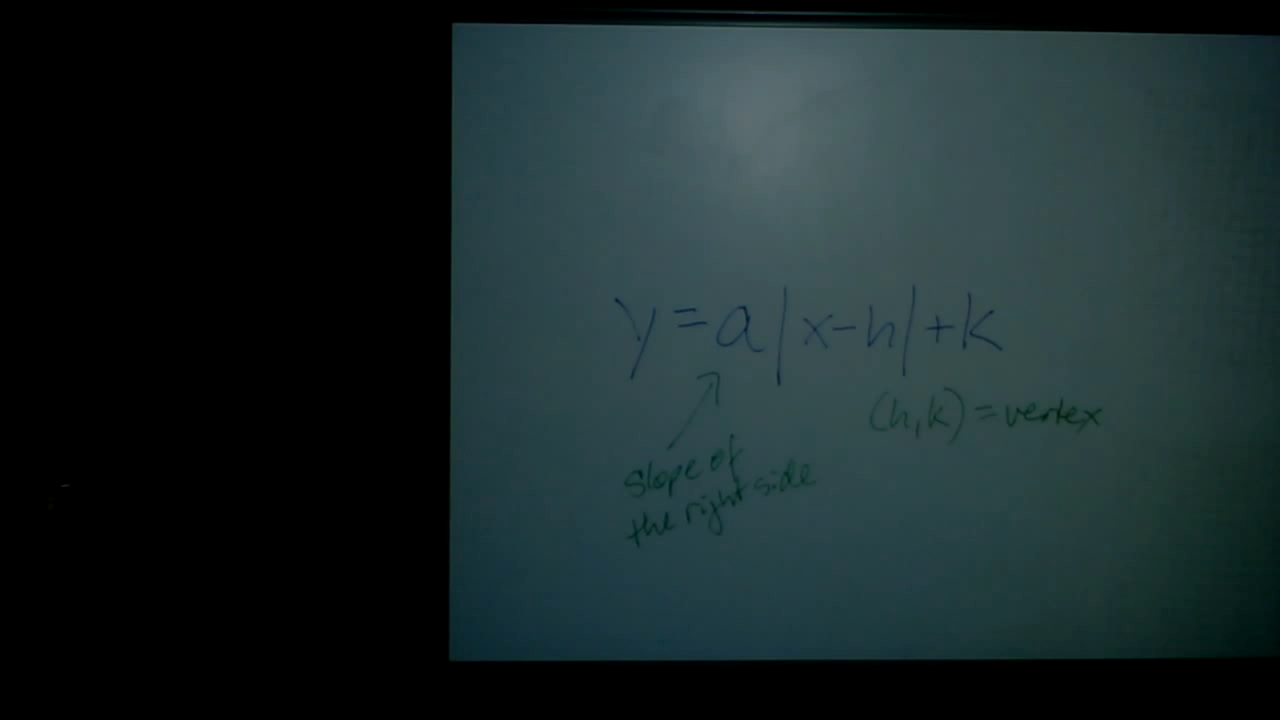 y = a|x-h|+k
(h,k) = vertex
slope of
the right side